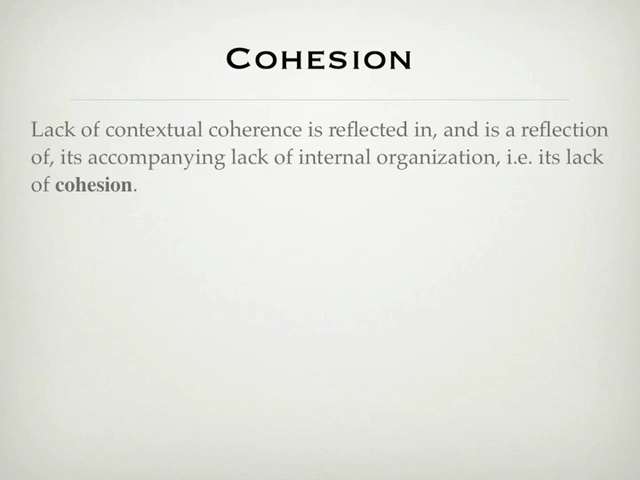 COHESION
Lack of contextual coherence is reflected in, and is a reflection
of, its accompanying lack of internal organization, i.e. its lack
of cohesion.